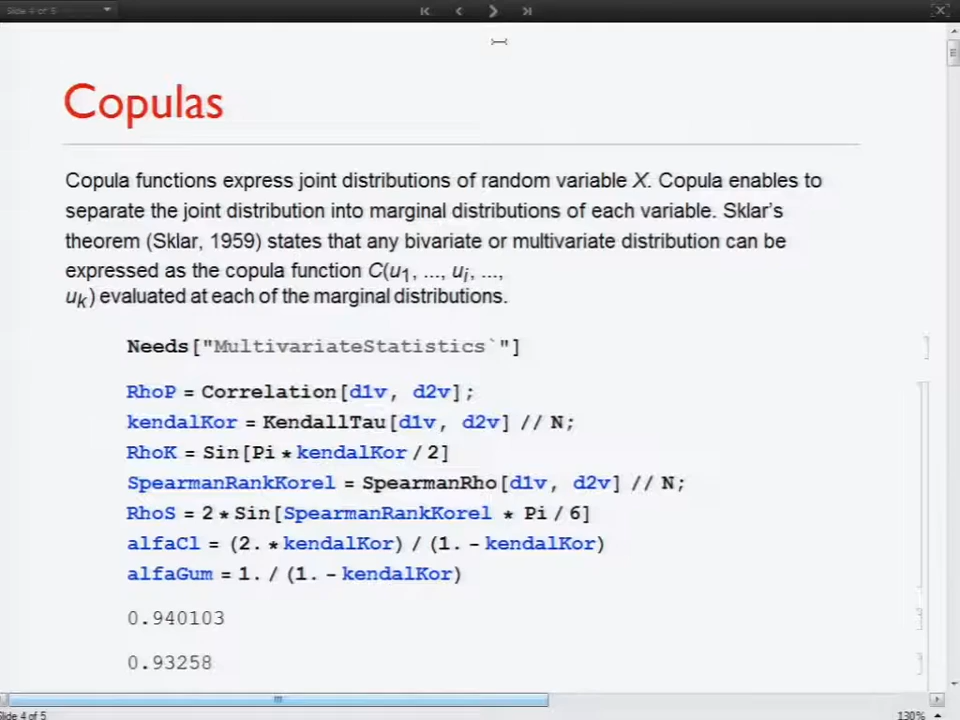 Slide 4 of 5
Copulas
Copula functions express joint distributions of random variable X. Copula enables to
separate the joint distribution into marginal distributions of each variable. Sklar's
theorem (Sklar, 1959) states that any bivariate or multivariate distribution can be
expressed as the copula function C(u1, ..., ui, ...,
uk) evaluated at each of the marginal distributions.
Needs["MultivariateStatistics`"]
RhoP = Correlation[d1v, d2v];
kendalKor = KendallTau[d1v, d2v] // N;
RhoK = Sin[Pi * kendalKor / 2]
SpearmanRankKorel = SpearmanRho[d1v, d2v] // N;
RhoS = 2 * Sin[SpearmanRankKorel * Pi / 6]
alfaCl = (2. * kendalKor) / (1. - kendalKor)
alfaGum = 1. / (1. - kendalKor)
0.940103
0.93258
Slide 4 of 5
130%